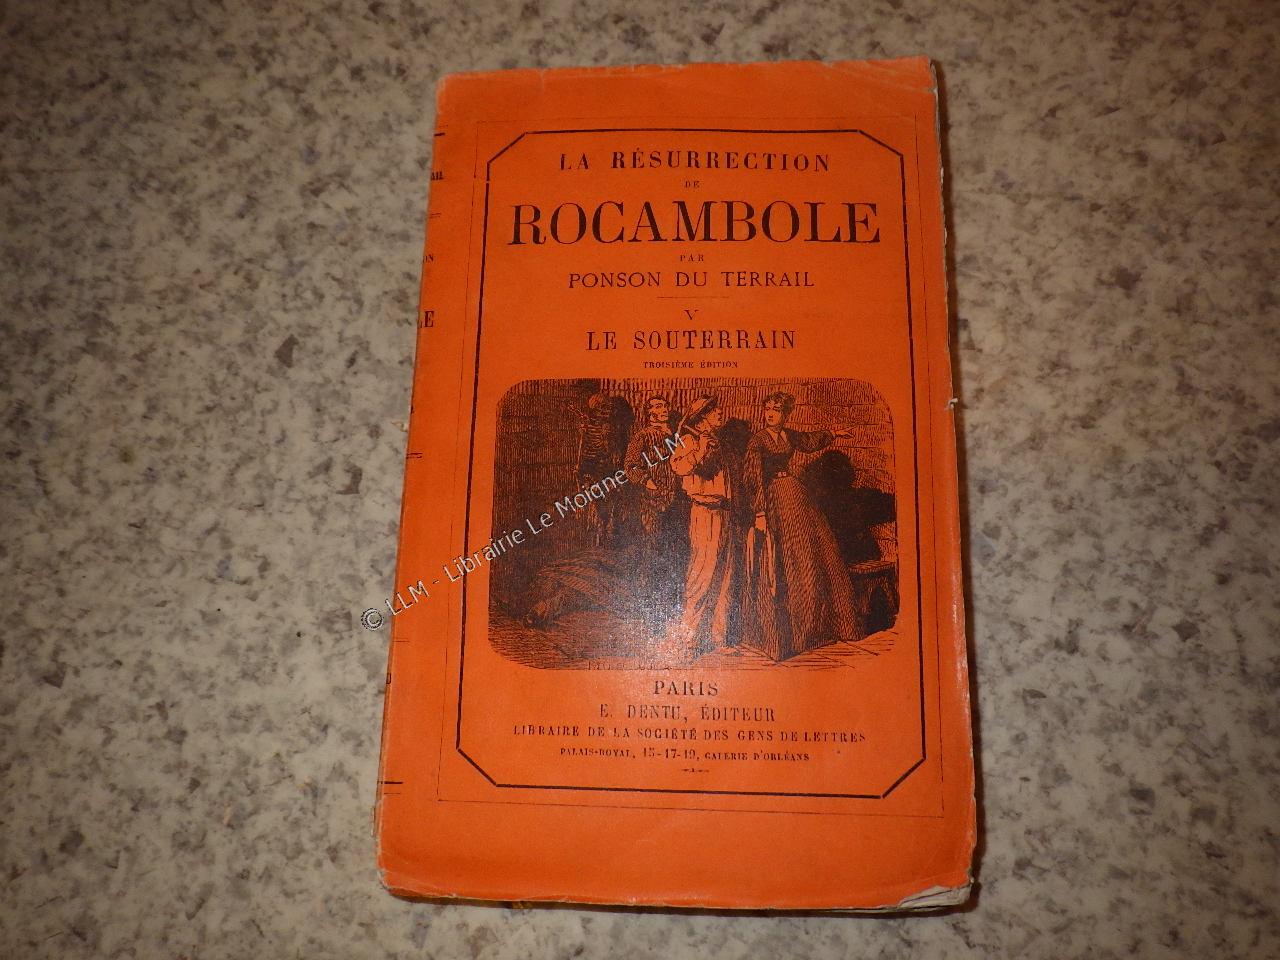 LA RÉSURRECTION
DE
ROCAMBOLE
PAR
PONSON DU TERRAIL
V
LE SOUTERRAIN
TROISIÈME ÉDITION
© LLM - Librairie Le Moigne - LLM
PARIS
E. DENTU, ÉDITEUR
LIBRAIRE DE LA SOCIÉTÉ DES GENS DE LETTRES
PALAIS-ROYAL, 15-17-19, GALERIE D'ORLÉANS